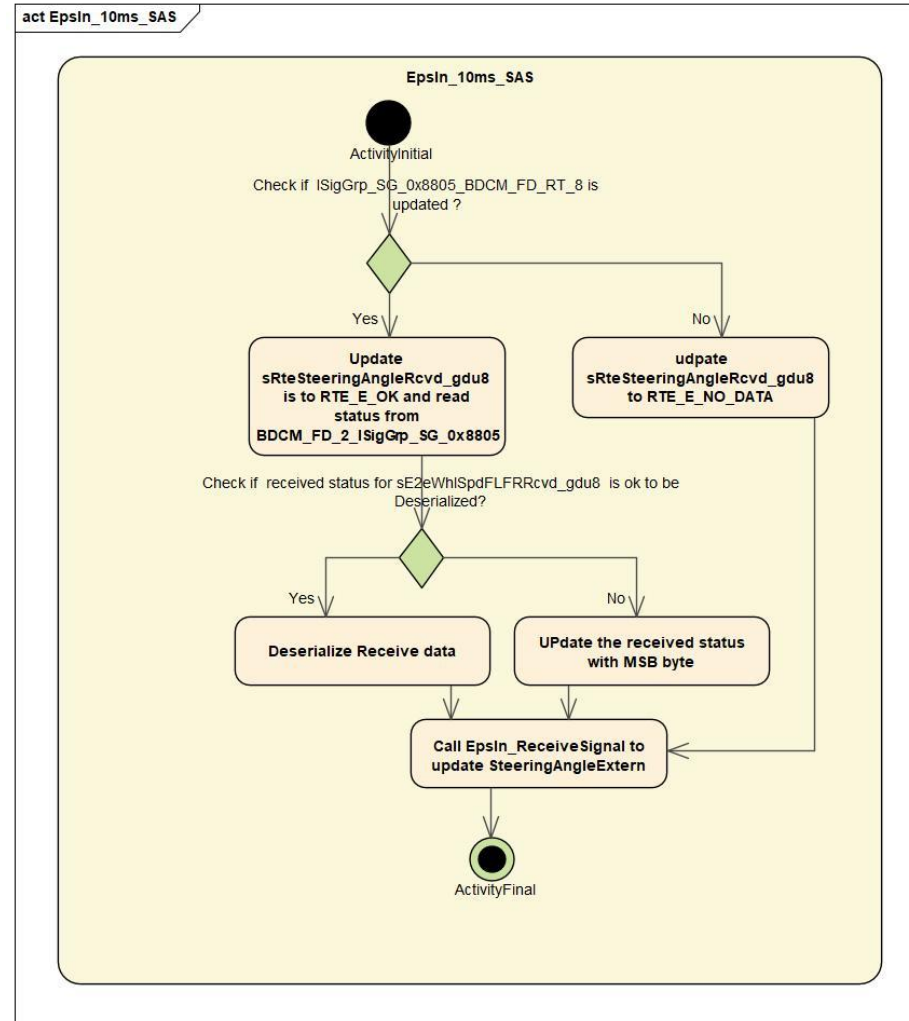 act EpsIn_10ms_SAS
EpsIn_10ms_SAS
ActivityInitial
Check if ISigGrp_SG_0x8805_BDCM_FD_RT_8 is
updated ?
Yes
No
Update
sRteSteeringAngleRcvd_gdu8
is to RTE_E_OK and read
status from
BDCM_FD_2_ISigGrp_SG_0x8805
udpate
sRteSteeringAngleRcvd_gdu8
to RTE_E_NO_DATA
Check if received status for sE2eWhlSpdFLFRRcvd_gdu8 is ok to be
Deserialized?
Yes
No
Deserialize Receive data
UPdate the received status
with MSB byte
Call EpsIn_ReceiveSignal to
update SteeringAngleExtern
ActivityFinal